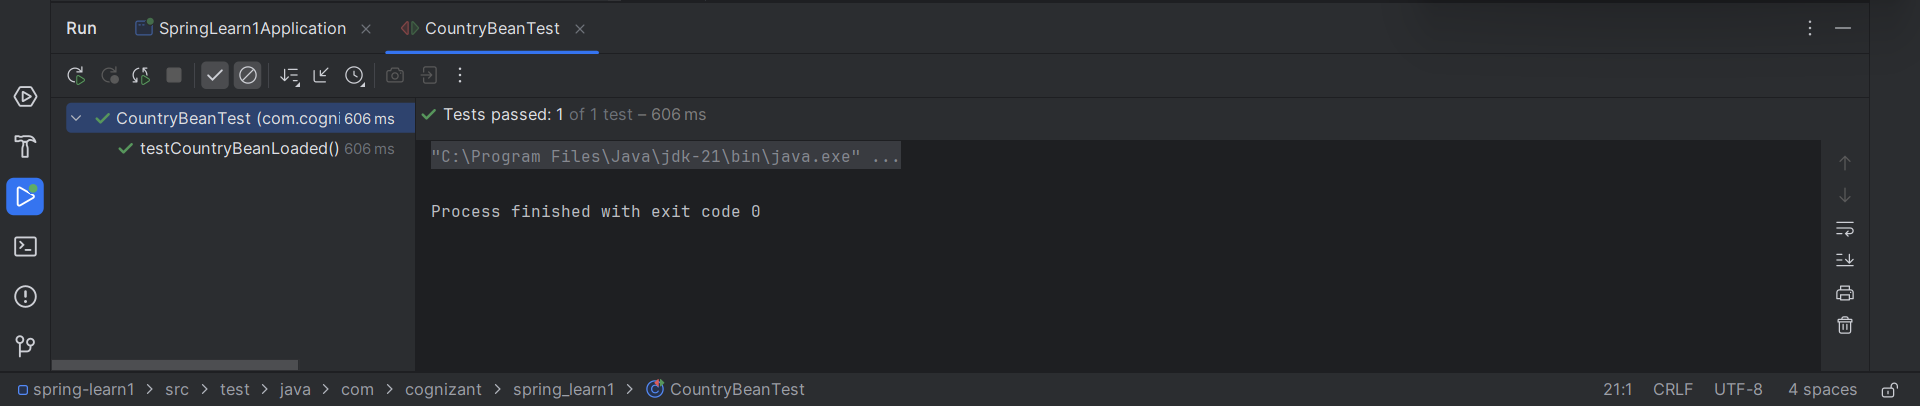 Run SpringLearn1Application CountryBeanTest
CountryBeanTest (com.cogni 606 ms
testCountryBeanLoaded() 606 ms
Tests passed: 1 of 1 test – 606 ms
"C:\Program Files\Java\jdk-21\bin\java.exe" ...
Process finished with exit code 0
spring-learn1 > src > test > java > com > cognizant > spring_learn1 > CountryBeanTest 21:1 CRLF UTF-8 4 spaces